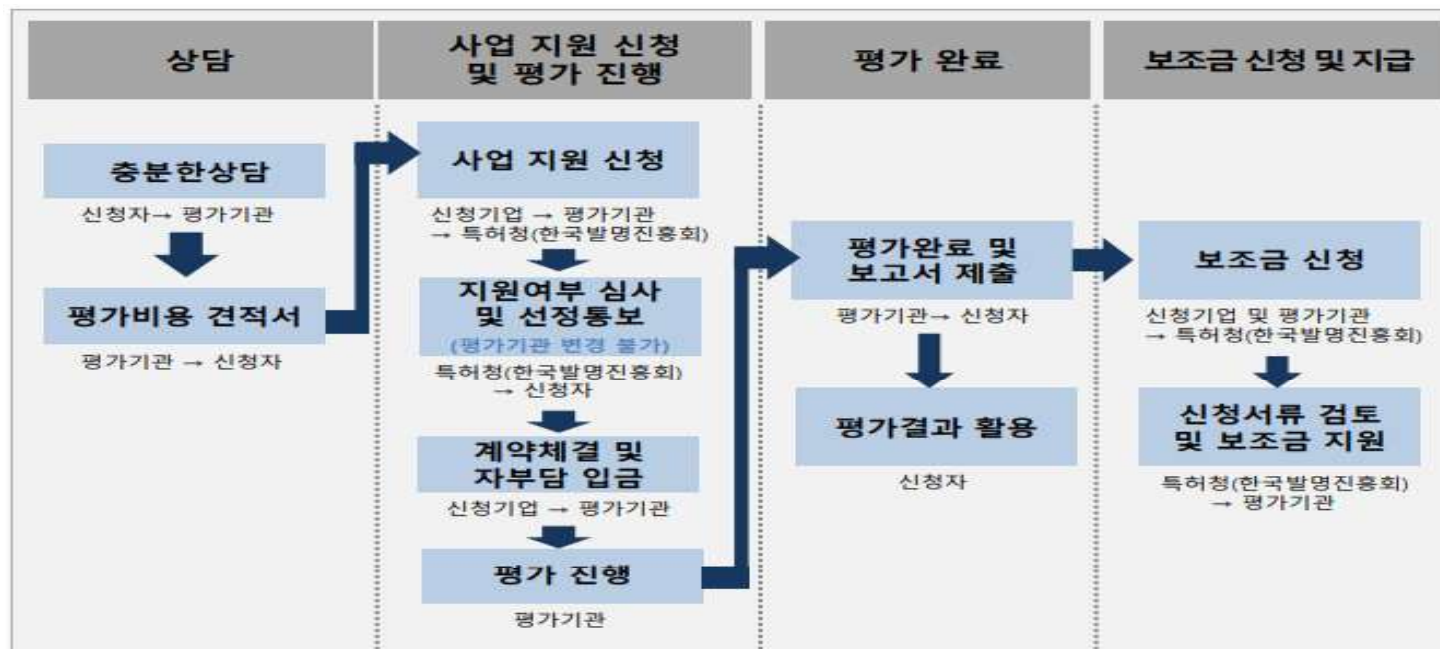 상담
사업 지원 신청
및 평가 진행
평가 완료
보조금 신청 및 지급
충분한상담
신청자→ 평가기관
평가비용 견적서
평가기관 → 신청자
사업 지원 신청
신청기업 → 평가기관
→ 특허청(한국발명진흥회)
지원여부 심사
및 선정통보
(평가기관 변경 불가)
특허청(한국발명진흥회)
→ 신청자
계약체결 및
자부담 입금
신청기업 → 평가기관
평가 진행
평가기관
평가완료 및
보고서 제출
평가기관→ 신청자
평가결과 활용
신청자
보조금 신청
신청기업 및 평가기관
→ 특허청(한국발명진흥회)
신청서류 검토
및 보조금 지원
특허청(한국발명진흥회)
→ 평가기관